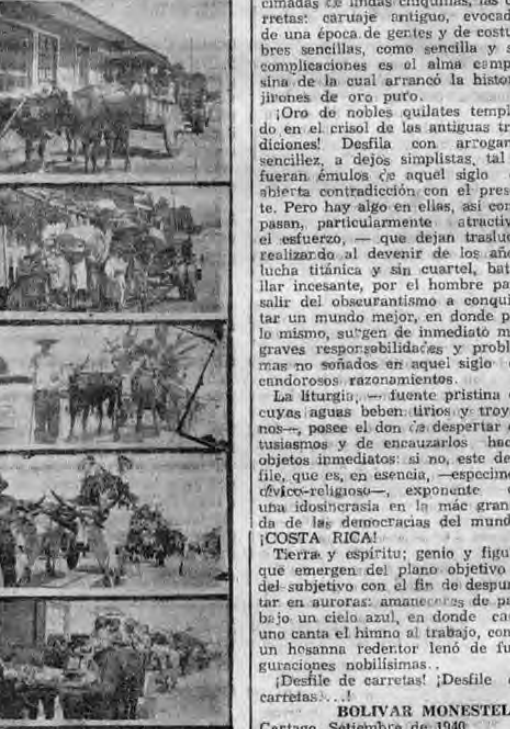 cimadas de lindas chiquillas, las
rretas: caruaje antiguo, evocad
de una época de gentes y de costu
bres sencillas, como sencilla y s
complicaciones es el alma camp
sina de la cual arrancó la histor
jirones de oro puro.
¡Oro de nobles quilates templ
do en el crisol de las antiguas tr
diciones! Desfila con arrogan
sencillez, a dejos simplistas, tal
fueran émulos de aquel siglo
abierta contradicción con el pres
te. Pero hay algo en ellas, asi con
pasan, particularmente atractiv
el esfuerzo, — que dejan trasluc
realizando al devenir de los año
lucha titánica y sin cuartel, bat
llar incesante, por el hombre pa
salir del obscurantismo a conqui
tar un mundo mejor, en donde p
lo mismo, surgen de inmediato m
graves responsabilidades y probl
mas no soñados en aquel siglo
candorosos razonamientos.
La liturgia, — fuente pristina
cuyas aguas beben tirios y troy
nos—, posee el don de despertar
tusiasmos y de encauzarlos hac
objetos inmediatos: si no, este de
file, que es, en esencia, —especime
cívico-religioso—, exponente
una idosincrasia en la mác gran
da de las democracias del mund
¡COSTA RICA!
Tierra y espíritu; genio y figu
que emergen del plano objetivo
del subjetivo con el fin de despun
tar en auroras: amaneceres de pa
bajo un cielo azul, en donde ca
uno canta el himno al trabajo, con
un hosanna redentor lenó de fu
guraciones nobilísimas..
¡Desfile de carretas! ¡Desfile
carretas!...!
BOLIVAR MONESTEL
Cartago, Setiembre de 1940